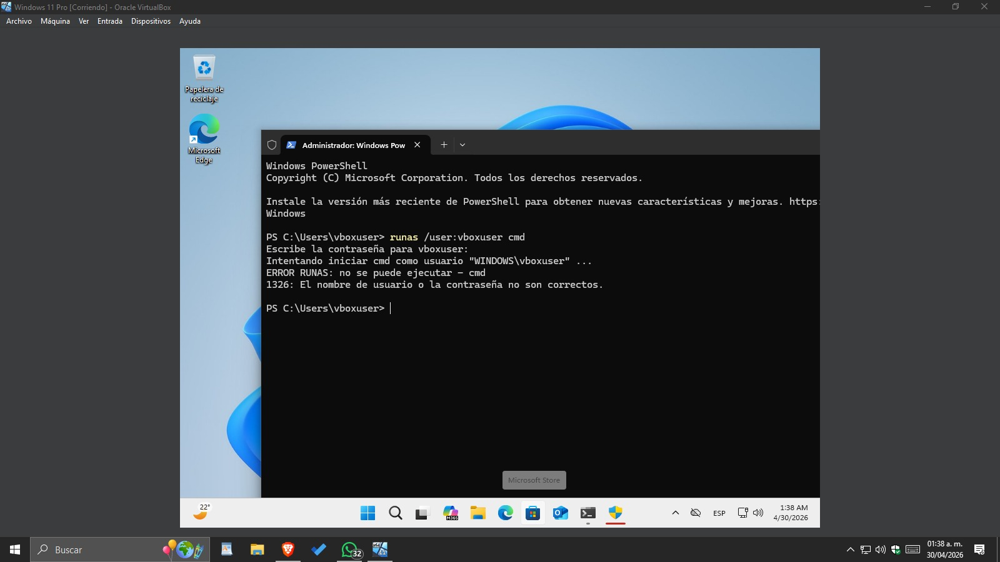 Windows 11 Pro [Corriendo] - Oracle VirtualBox
Archivo Máquina Ver Entrada Dispositivos Ayuda
Papelera de
reciclaje
Microsoft
Edge
Administrador: Windows Pow
Windows PowerShell
Copyright (C) Microsoft Corporation. Todos los derechos reservados.
Instale la versión más reciente de PowerShell para obtener nuevas características y mejoras. https:
Windows
PS C:\Users\vboxuser> runas /user:vboxuser cmd
Escribe la contraseña para vboxuser:
Intentando iniciar cmd como usuario "WINDOWS\vboxuser" ...
ERROR RUNAS: no se puede ejecutar - cmd
1326: El nombre de usuario o la contraseña no son correctos.
PS C:\Users\vboxuser>
Microsoft Store
22°
M365
ESP
1:38 AM
4/30/2026
Buscar
32
x64
11
01:38 a. m.
30/04/2026